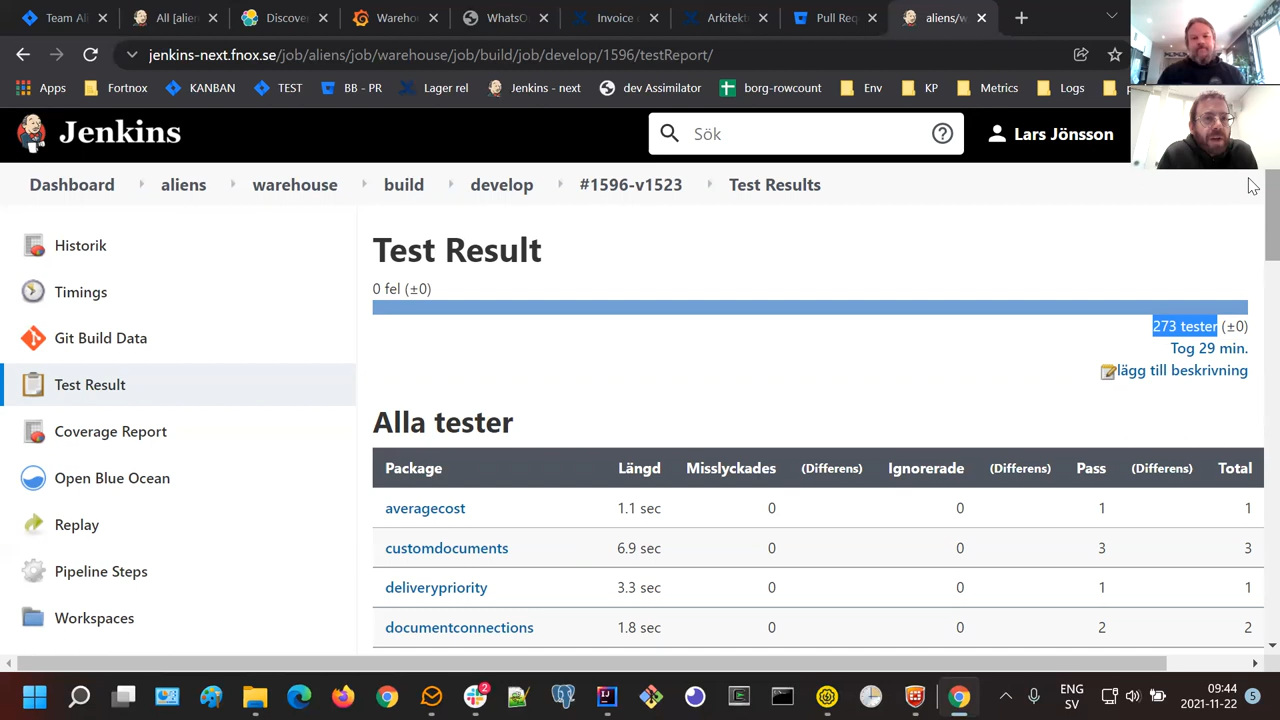 Team Ali
All [alien
Discove
Wareho
WhatsO
Invoice
Arkitekt
Pull Req
aliens/w
jenkins-next.fnox.se/job/aliens/job/warehouse/job/build/job/develop/1596/testReport/
Apps
Fortnox
KANBAN
TEST
BB - PR
Lager rel
Jenkins - next
dev Assimilator
borg-rowcount
Env
KP
Metrics
Logs
Jenkins
Sök
Lars Jönsson
Dashboard
aliens
warehouse
build
develop
#1596-v1523
Test Results
Historik
Timings
Git Build Data
Test Result
Coverage Report
Open Blue Ocean
Replay
Pipeline Steps
Workspaces
Test Result
0 fel (±0)
273 tester (±0)
Tog 29 min.
lägg till beskrivning
Alla tester
Package Längd Misslyckades (Differens) Ignorerade (Differens) Pass (Differens) Total
averagecost 1.1 sec 0 0 1 1
customdocuments 6.9 sec 0 0 3 3
deliverypriority 3.3 sec 0 0 1 1
documentconnections 1.8 sec 0 0 2 2
2
ENG
SV
09:44
2021-11-22
5